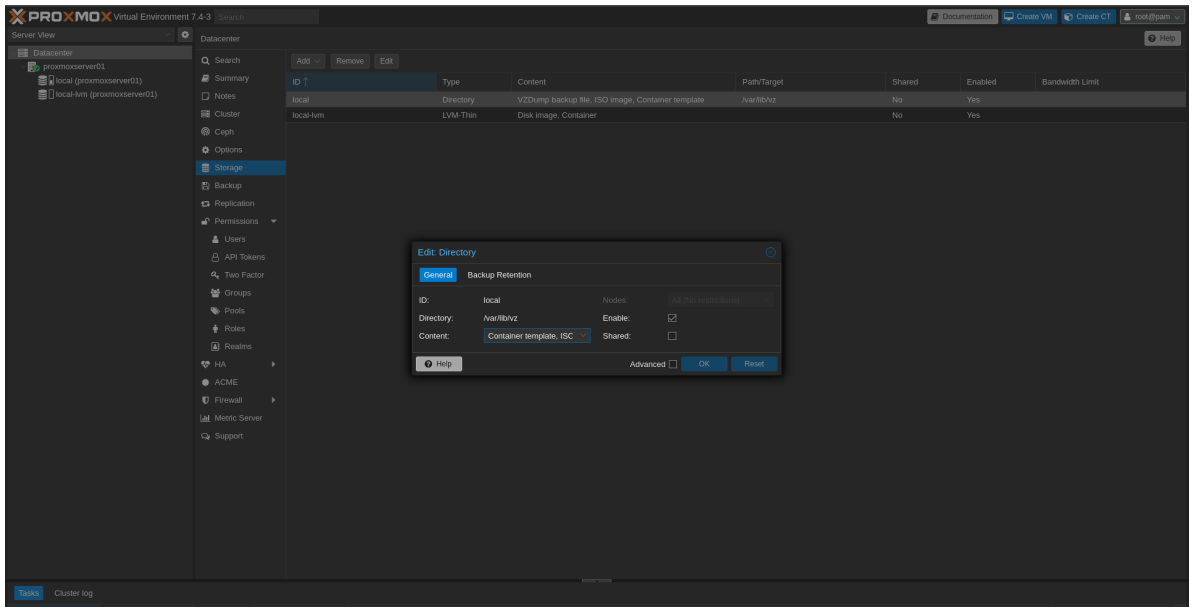 PROXMOX Virtual Environment 7.4-3 Search
Documentation Create VM Create CT root@pam
Server View
Datacenter
proxmoxserver01
local (proxmoxserver01)
local-lvm (proxmoxserver01)
Datacenter
Help
Search
Summary
Notes
Cluster
Ceph
Options
Storage
Backup
Replication
Permissions
Users
API Tokens
Two Factor
Groups
Pools
Roles
Realms
HA
ACME
Firewall
Metric Server
Support
Add Remove Edit
ID Type Content Path/Target Shared Enabled Bandwidth Limit
local Directory VZDump backup file, ISO image, Container template /var/lib/vz No Yes
local-lvm LVM-Thin Disk image, Container No Yes
Edit: Directory
General Backup Retention
ID: local Nodes: All (No restrictions)
Directory: /var/lib/vz Enable:
Content: Container template, ISC Shared:
Help Advanced OK Reset
Tasks Cluster log